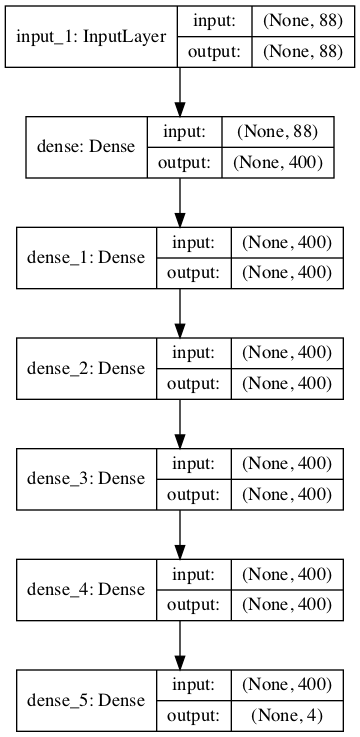 input_1: InputLayer
input: (None, 88)
output: (None, 88)
dense: Dense
input: (None, 88)
output: (None, 400)
dense_1: Dense
input: (None, 400)
output: (None, 400)
dense_2: Dense
input: (None, 400)
output: (None, 400)
dense_3: Dense
input: (None, 400)
output: (None, 400)
dense_4: Dense
input: (None, 400)
output: (None, 400)
dense_5: Dense
input: (None, 400)
output: (None, 4)